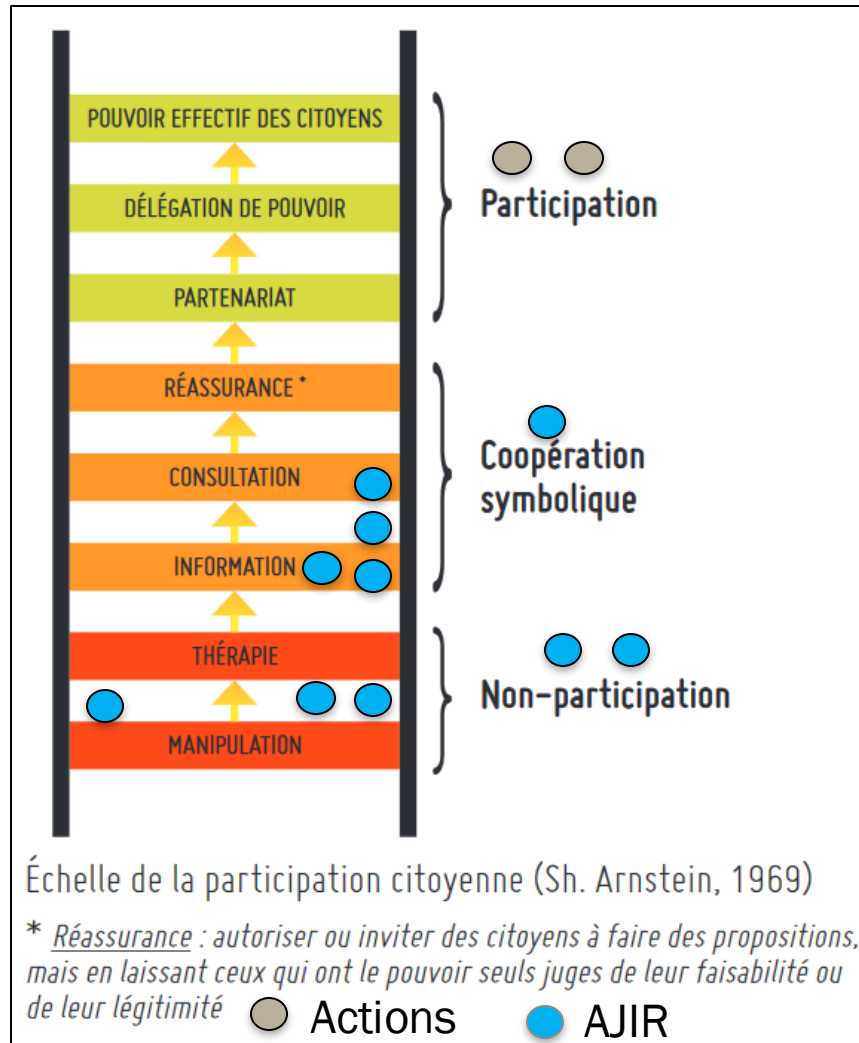 POUVOIR EFFECTIF DES CITOYENS
DÉLÉGATION DE POUVOIR
PARTENARIAT
Participation
RÉASSURANCE *
CONSULTATION
INFORMATION
Coopération
symbolique
THÉRAPIE
MANIPULATION
Non-participation
Échelle de la participation citoyenne (Sh. Arnstein, 1969)
* Réassurance : autoriser ou inviter des citoyens à faire des propositions,
mais en laissant ceux qui ont le pouvoir seuls juges de leur faisabilité ou
de leur légitimité
Actions
AJIR